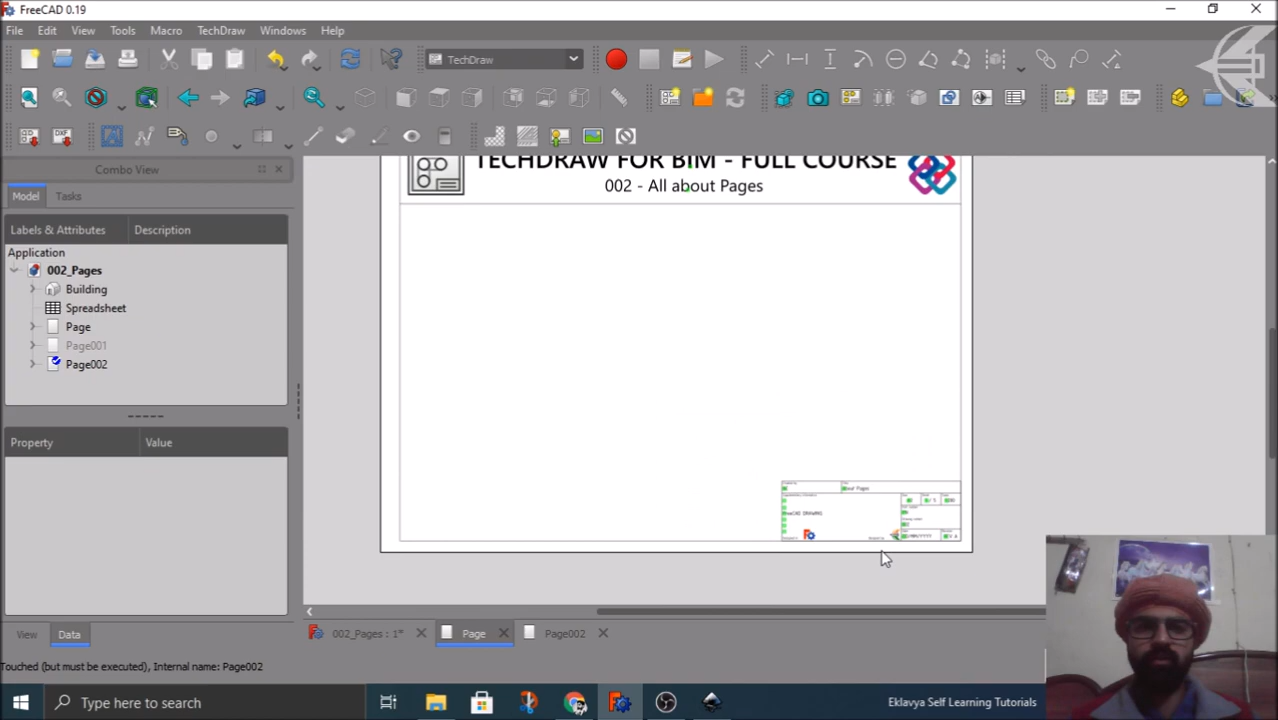 FreeCAD 0.19
File Edit View Tools Macro TechDraw Windows Help
TechDraw
Combo View
Model Tasks
Labels & Attributes Description
Application
002_Pages
Building
Spreadsheet
Page
Page001
Page002
Property Value
View Data
TECHDRAW FOR BIM - FULL COURSE
002 - All about Pages
FreeCAD DRAWING
002_Pages : 1* Page Page002
Touched (but must be executed), Internal name: Page002
Type here to search
Eklavya Self Learning Tutorials